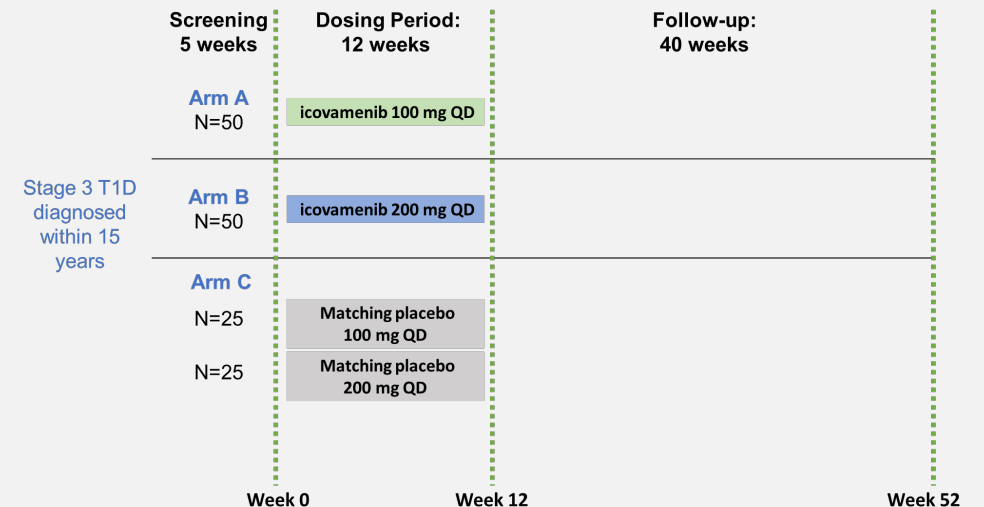 Screening
5 weeks
Dosing Period:
12 weeks
Follow-up:
40 weeks
Stage 3 T1D
diagnosed
within 15
years
Arm A
N=50
icovamenib 100 mg QD
Arm B
N=50
icovamenib 200 mg QD
Arm C
N=25
Matching placebo
100 mg QD
N=25
Matching placebo
200 mg QD
Week 0
Week 12
Week 52